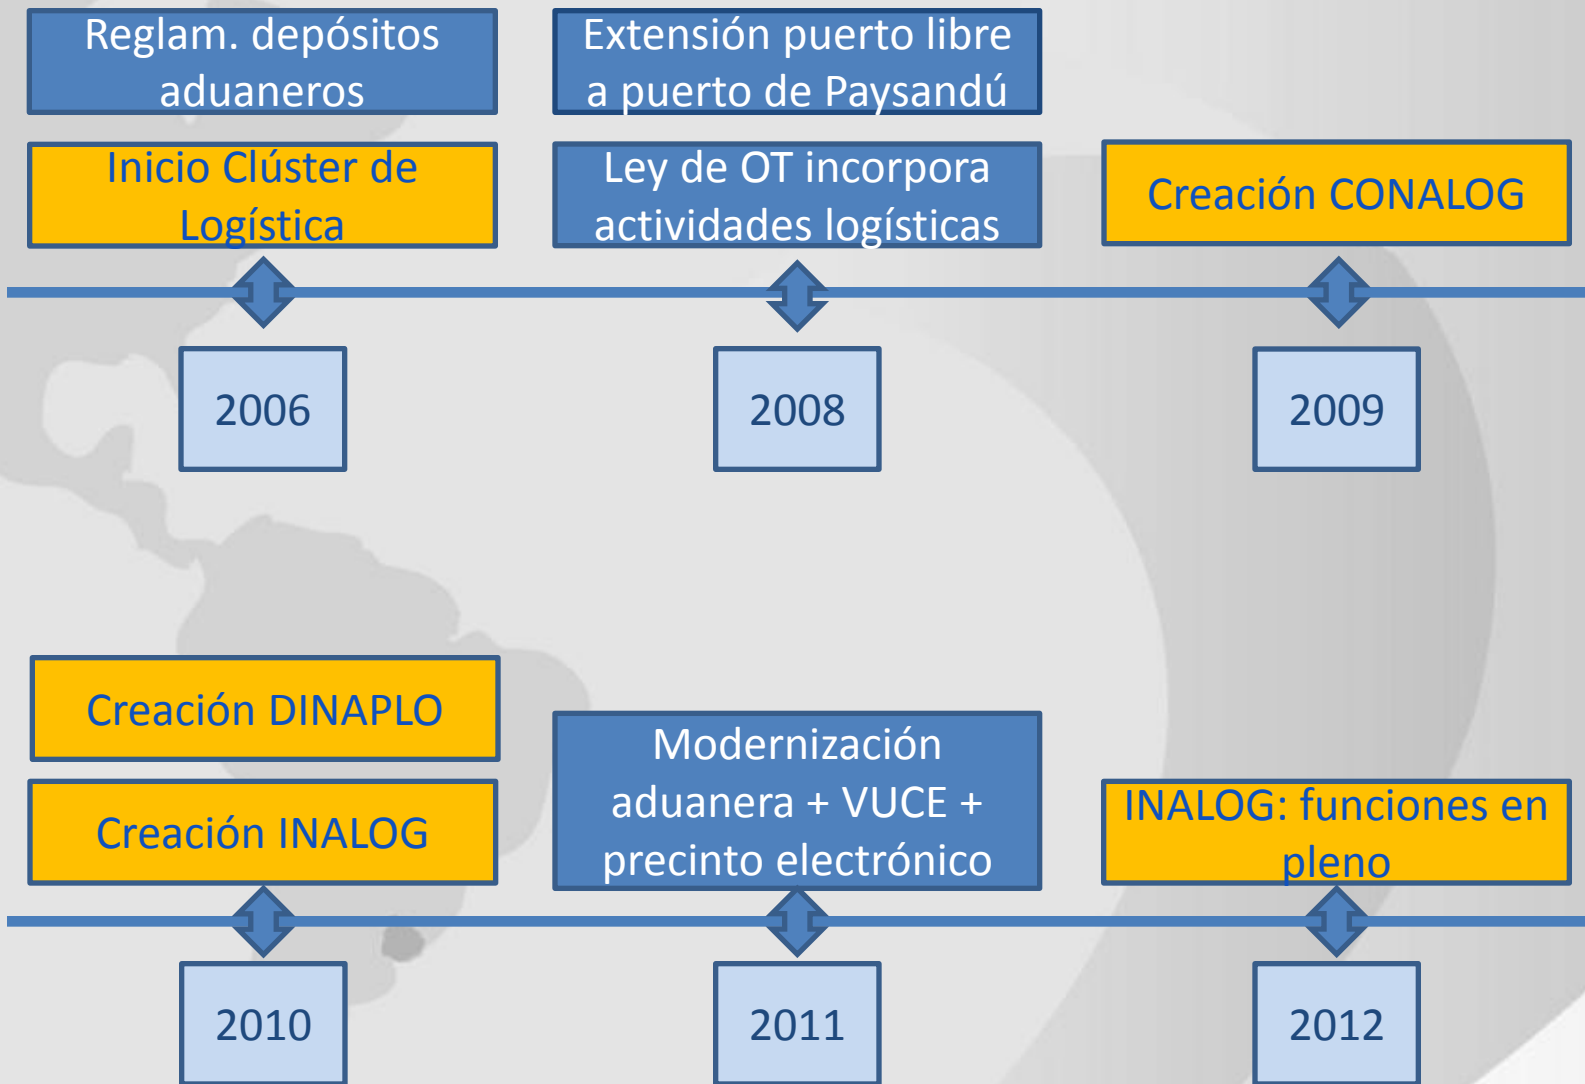 Reglam. depósitos
aduaneros
Inicio Clúster de
Logística
2006
Extensión puerto libre
a puerto de Paysandú
Ley de OT incorpora
actividades logísticas
2008
Creación CONALOG
2009
Creación DINAPLO
Creación INALOG
2010
Modernización
aduanera + VUCE +
precinto electrónico
2011
INALOG: funciones en
pleno
2012